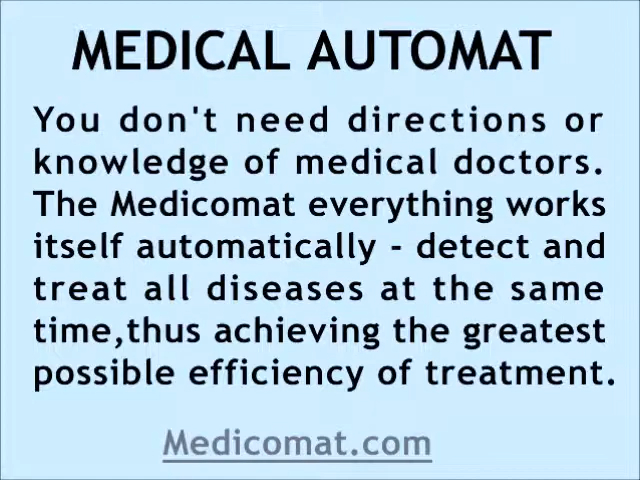 MEDICAL AUTOMAT
You don't need directions or
knowledge of medical doctors.
The Medicomat everything works
itself automatically - detect and
treat all diseases at the same
time,thus achieving the greatest
possible efficiency of treatment.
Medicomat.com